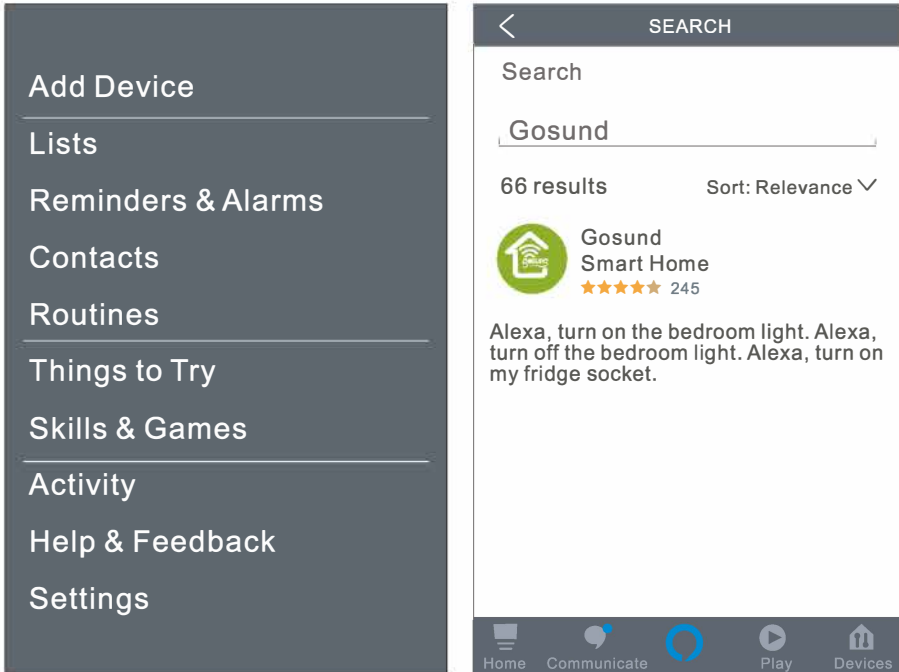 Add Device
Lists
Reminders & Alarms
Contacts
Routines
Things to Try
Skills & Games
Activity
Help & Feedback
Settings
SEARCH
Search
Gosund
66 results
Sort: Relevance
Gosund
Smart Home
245
Alexa, turn on the bedroom light. Alexa,
turn off the bedroom light. Alexa, turn on
my fridge socket.
Home
Communicate
Play
Devices